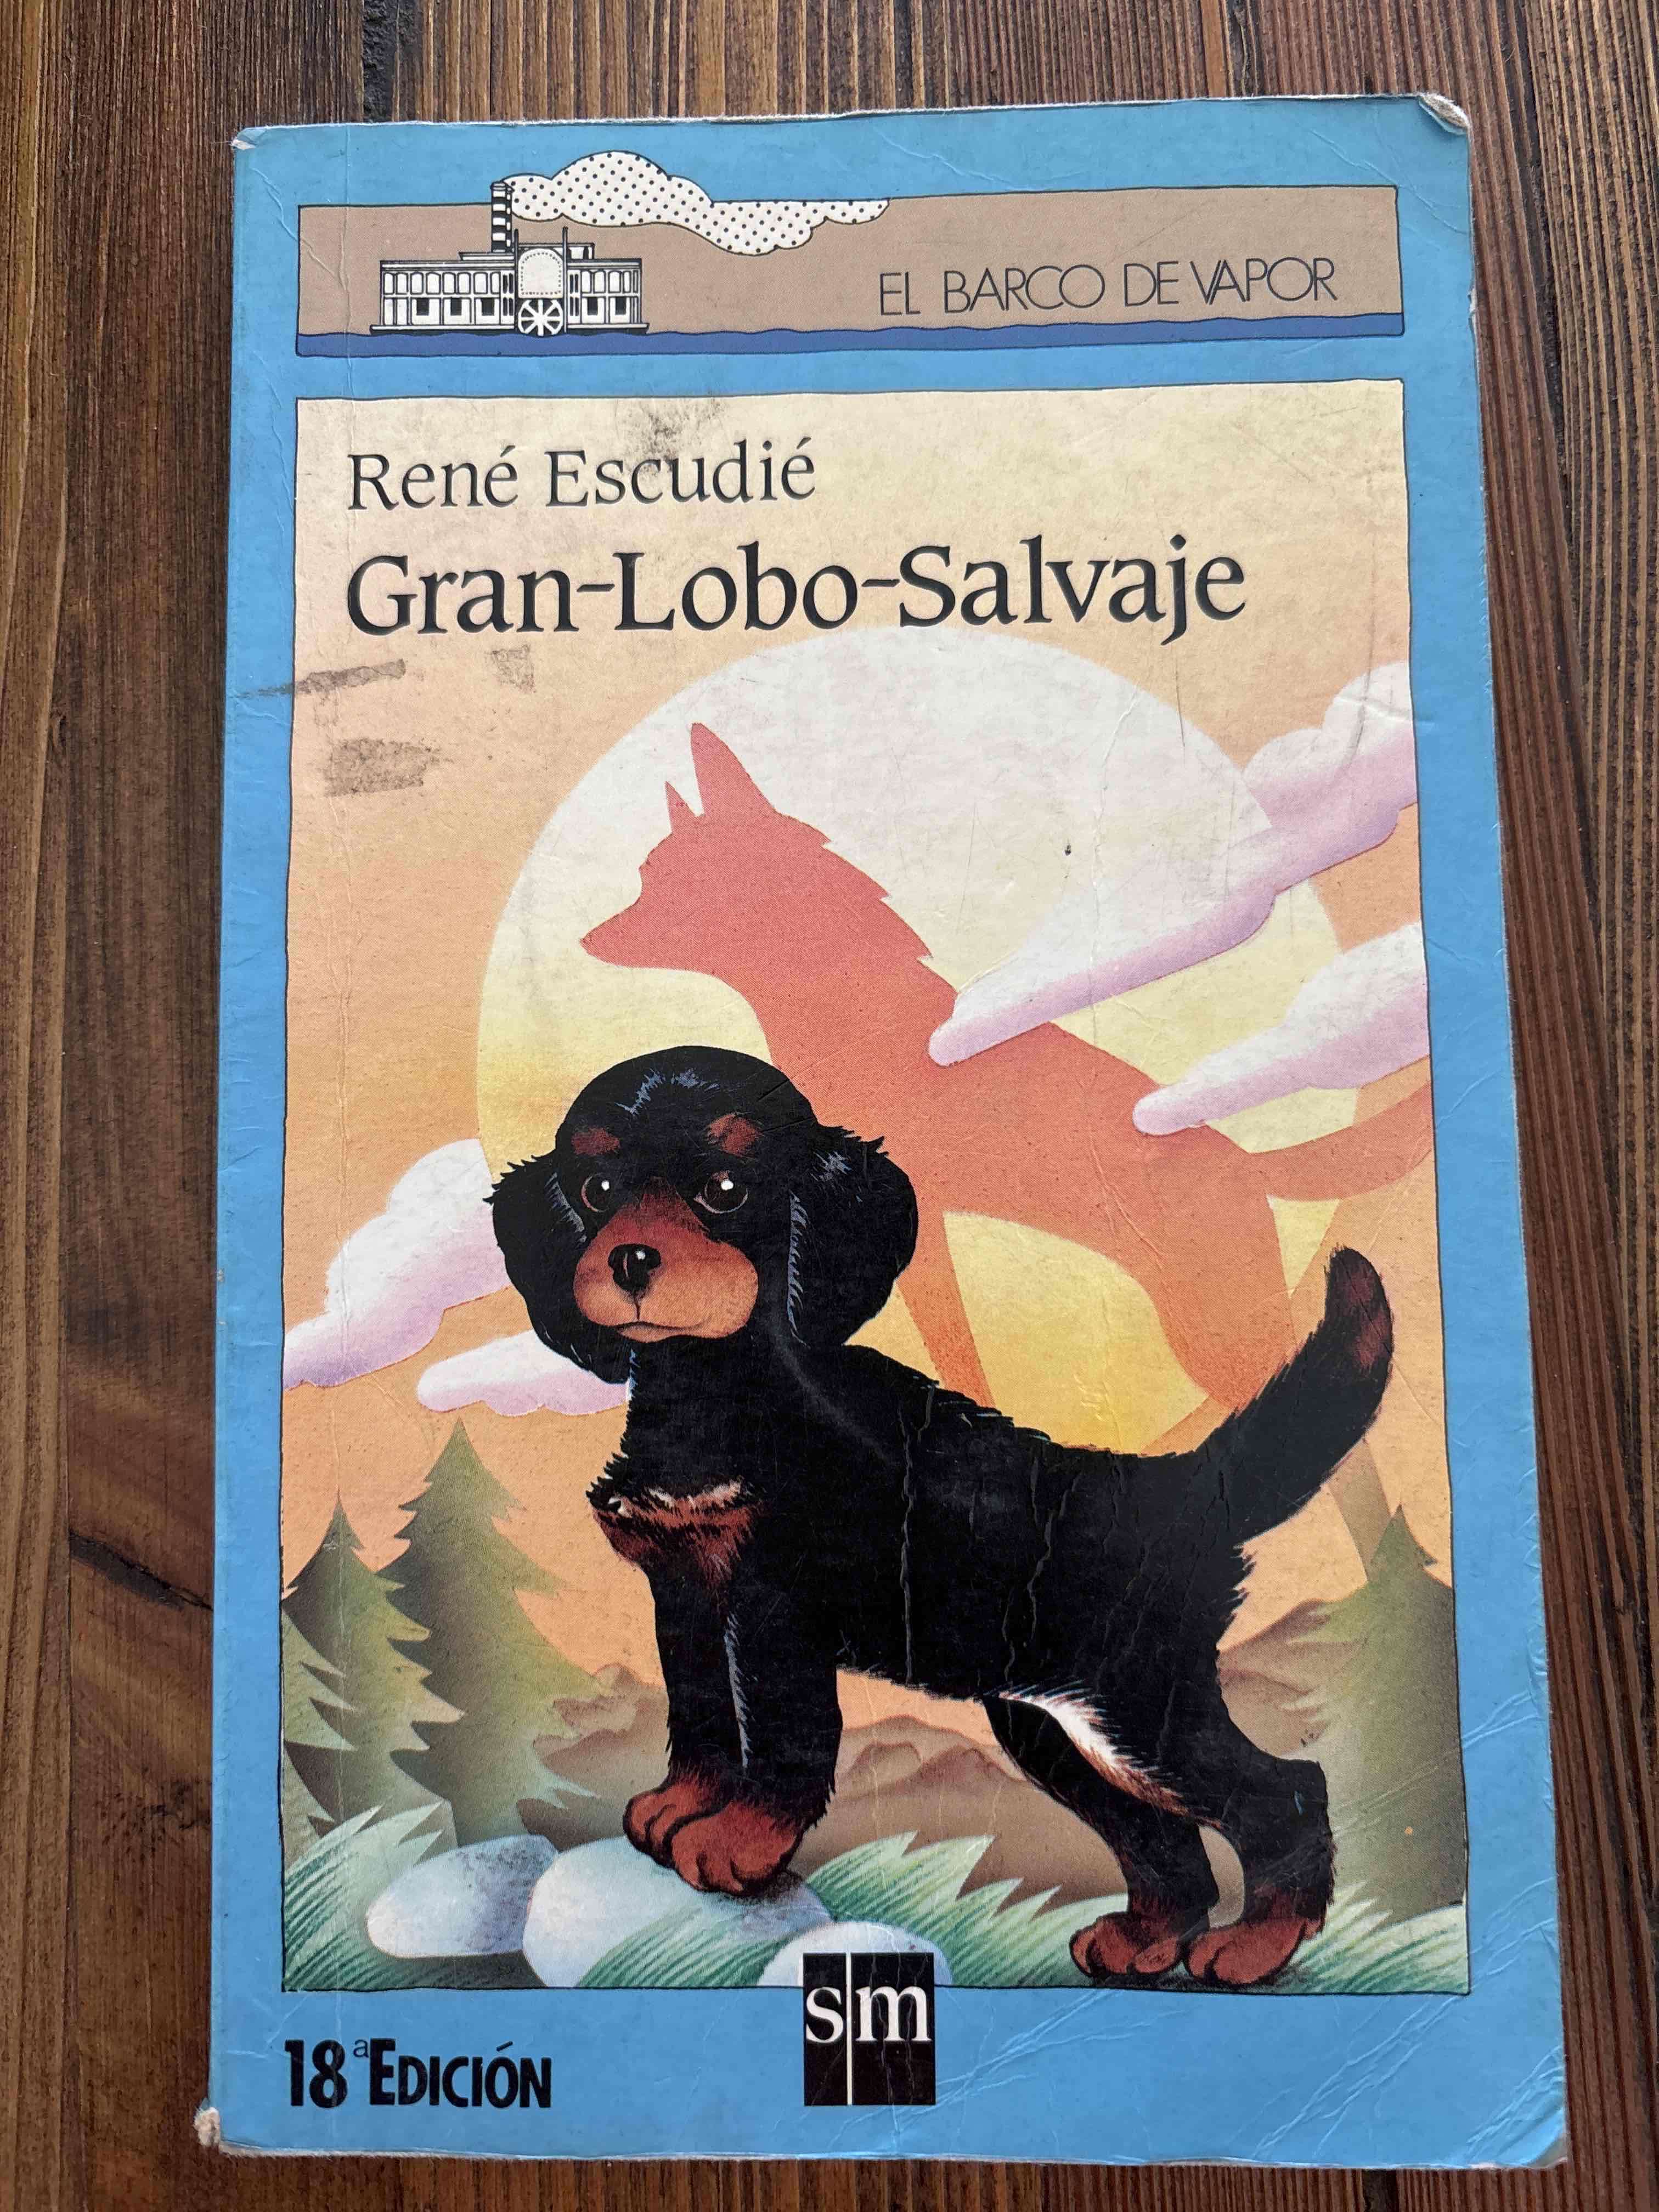 EL BARCO DE VAPOR
René Escudié
Gran-Lobo-Salvaje
sm
18ª EDICIÓN